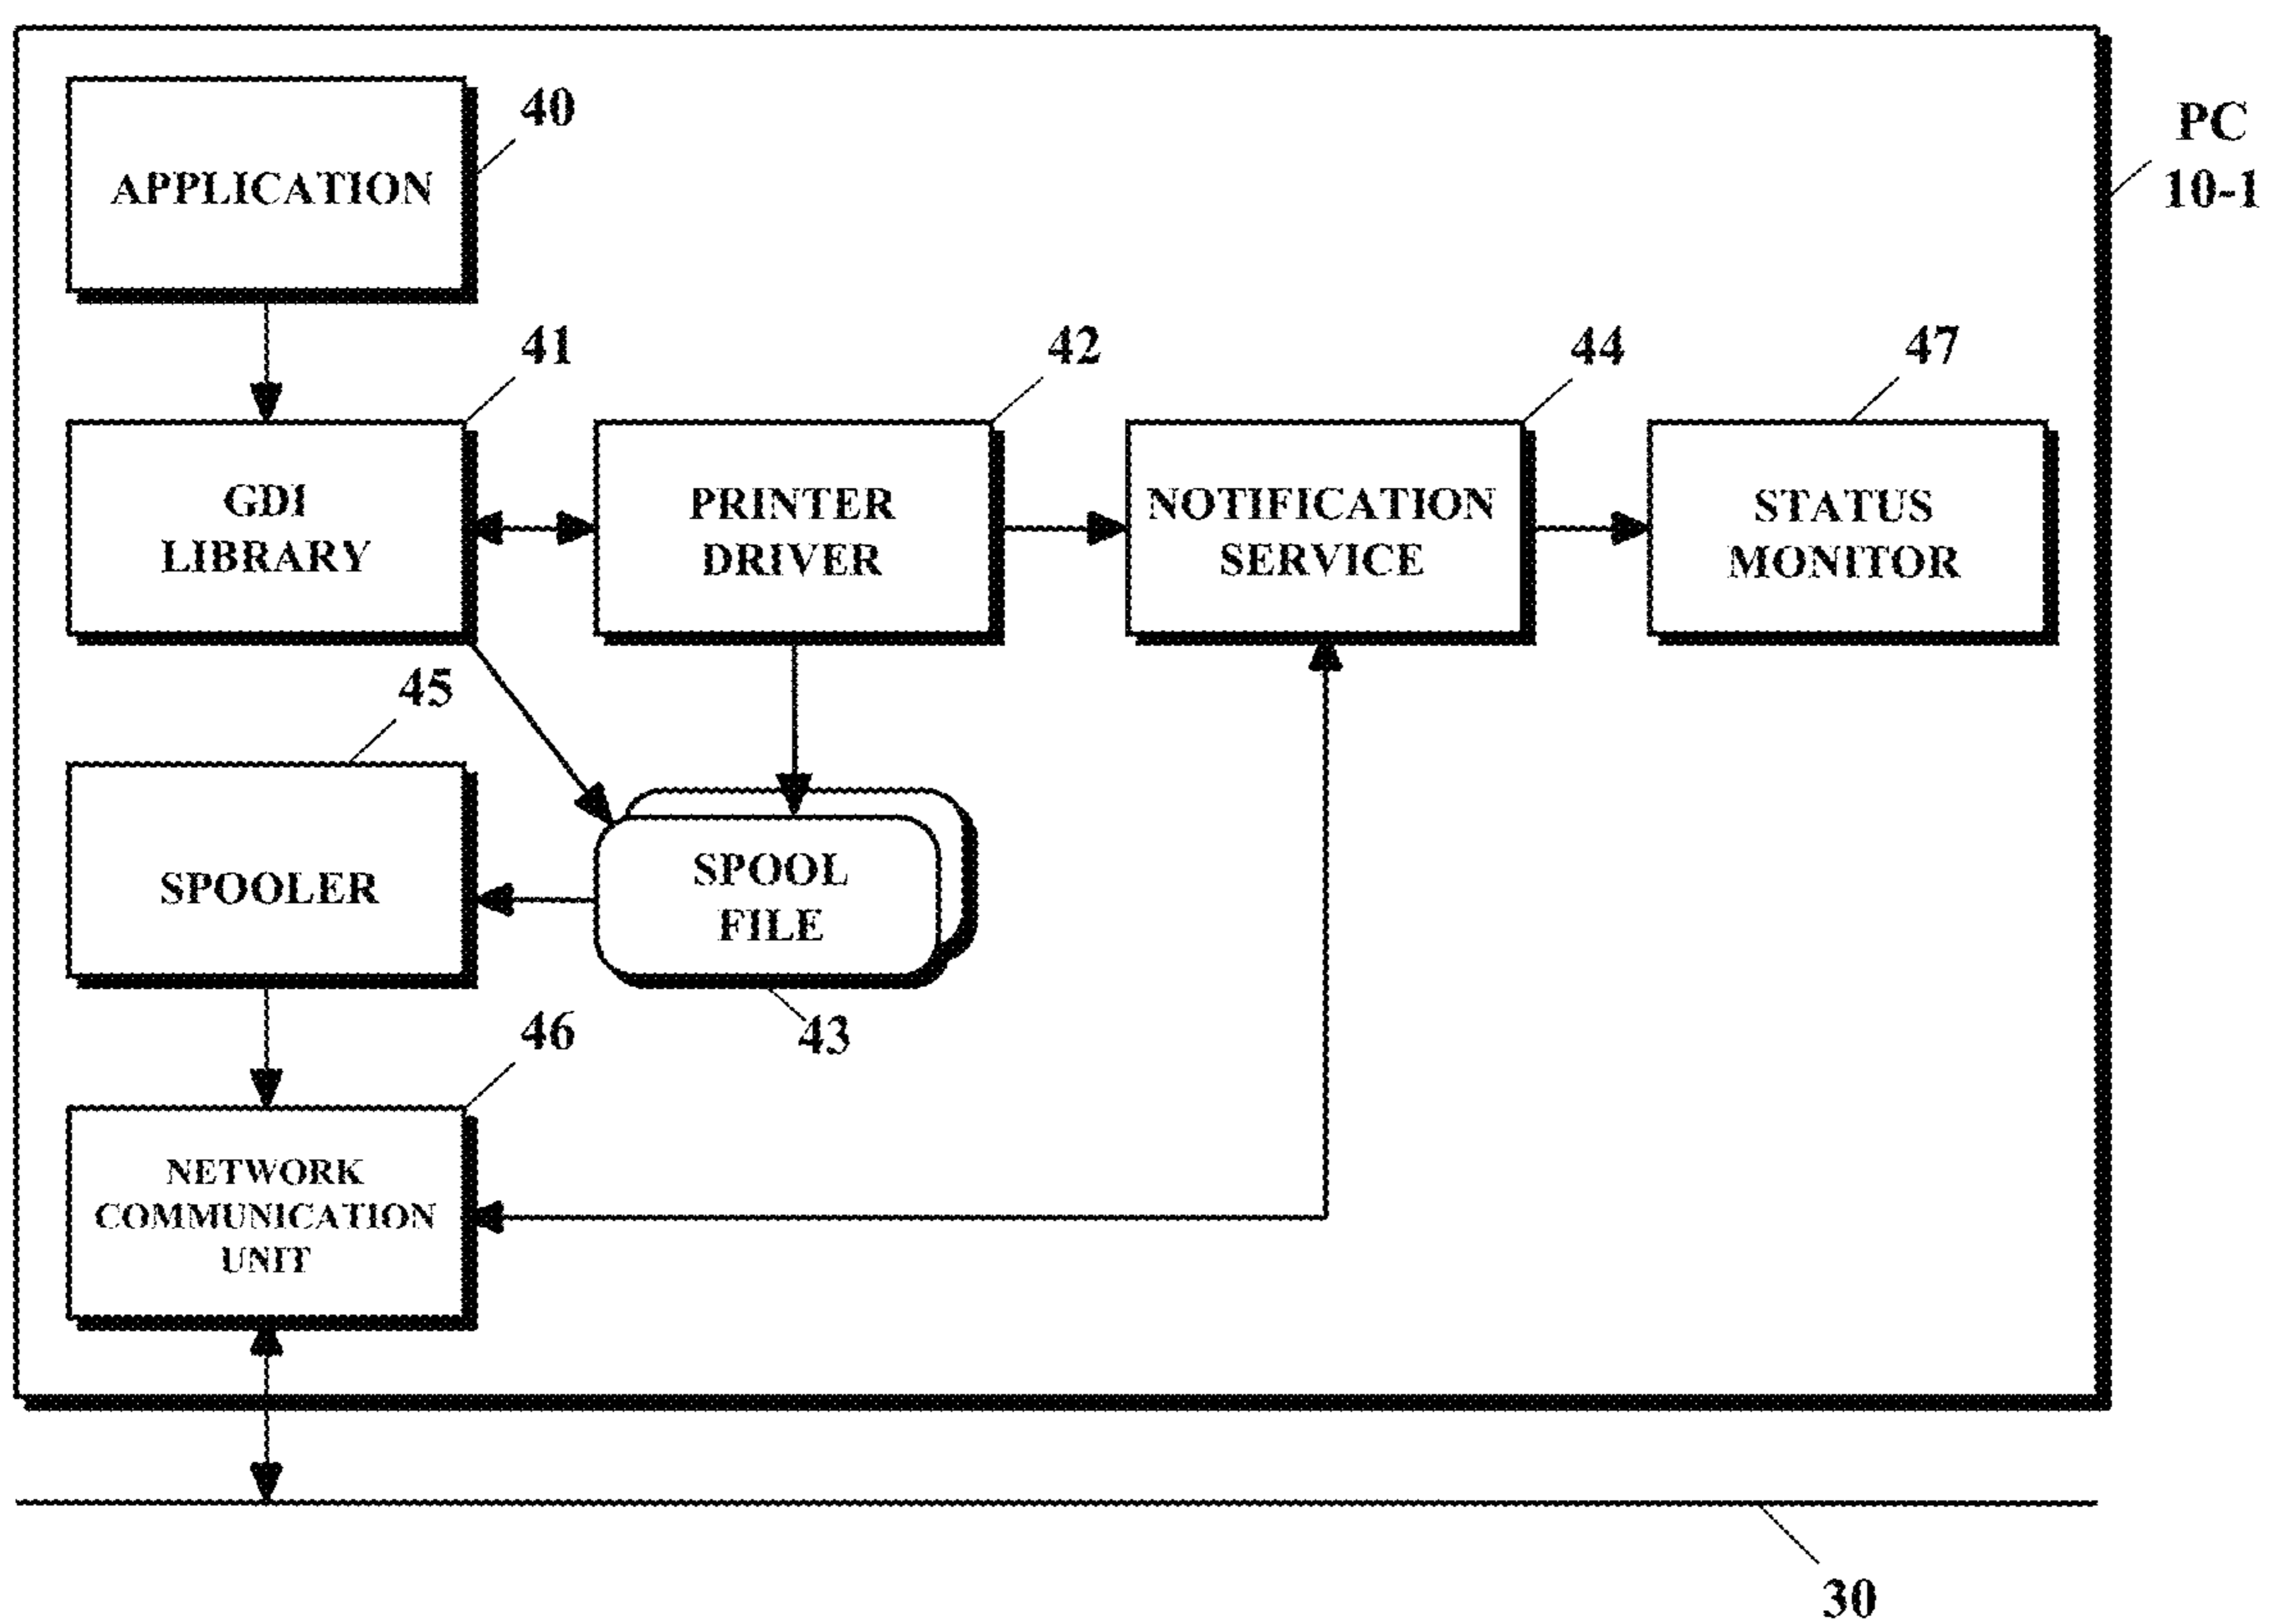 40
PC
10-1
APPLICATION
41
42
44
47
GDI
LIBRARY
PRINTER
DRIVER
NOTIFICATION
SERVICE
STATUS
MONITOR
45
SPOOLER
SPOOL
FILE
43
46
NETWORK
COMMUNICATION
UNIT
30